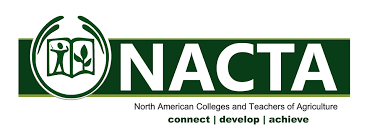 NACTA
North American Colleges and Teachers of Agriculture
connect | develop | achieve